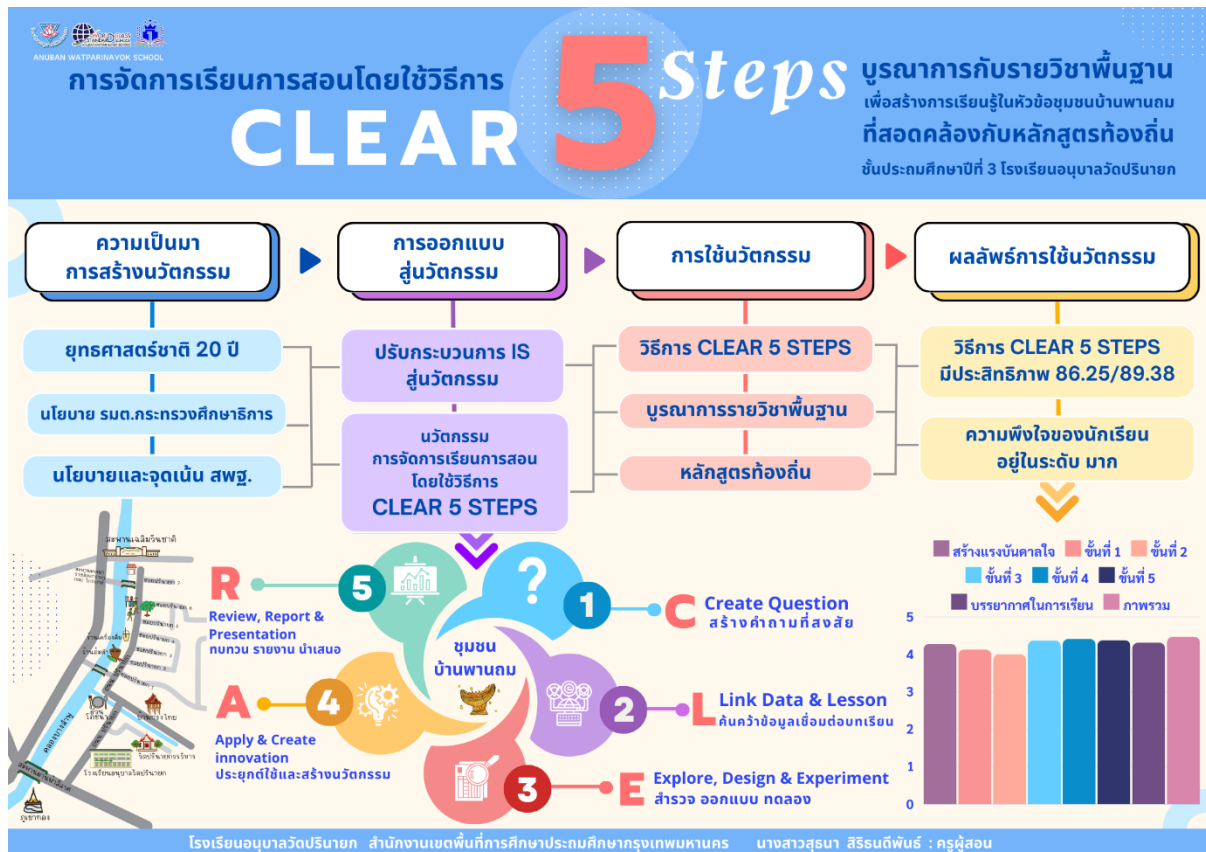 ANUBAN WATPARINAYOK SCHOOL
การจัดการเรียนการสอนโดยใช้วิธีการ
CLEAR 5 Steps
บูรณาการกับรายวิชาพื้นฐาน
เพื่อสร้างการเรียนรู้ในหัวข้อชุมชนบ้านพานถม
ที่สอดคล้องกับหลักสูตรท้องถิ่น
ชั้นประถมศึกษาปีที่ 3 โรงเรียนอนุบาลวัดปรินายก
ความเป็นมา
การสร้างนวัตกรรม
ยุทธศาสตร์ชาติ 20 ปี
นโยบาย รมต.กระทรวงศึกษาธิการ
นโยบายและจุดเน้น สพฐ.
การออกแบบ
สู่นวัตกรรม
ปรับกระบวนการ IS
สู่นวัตกรรม
นวัตกรรม
การจัดการเรียนการสอน
โดยใช้วิธีการ
CLEAR 5 STEPS
การใช้นวัตกรรม
วิธีการ CLEAR 5 STEPS
บูรณาการรายวิชาพื้นฐาน
หลักสูตรท้องถิ่น
ผลลัพธ์การใช้นวัตกรรม
วิธีการ CLEAR 5 STEPS
มีประสิทธิภาพ 86.25/89.38
ความพึงใจของนักเรียน
อยู่ในระดับ มาก
สะพานเฉลิมวันชาติ
คลองบางลำพู
โรงเรียนอนุบาลวัดปรินายก
สะพานผ่านฟ้าลีลาศ
ภูเขาทอง
ชุมชน
บ้านพานถม
1
C
Create Question
สร้างคำถามที่สงสัย
2
L
Link Data & Lesson
ค้นคว้าข้อมูลเชื่อมต่อบทเรียน
3
E
Explore, Design & Experiment
สำรวจ ออกแบบ ทดลอง
4
A
Apply & Create
innovation
ประยุกต์ใช้และสร้างนวัตกรรม
5
R
Review, Report &
Presentation
ทบทวน รายงาน นำเสนอ
สร้างแรงบันดาลใจ ขั้นที่ 1 ขั้นที่ 2
ขั้นที่ 3 ขั้นที่ 4 ขั้นที่ 5
บรรยากาศในการเรียน ภาพรวม
5
4
3
2
1
0
โรงเรียนอนุบาลวัดปรินายก สำนักงานเขตพื้นที่การศึกษาประถมศึกษากรุงเทพมหานคร นางสาวสุธนา สิริธนดีพันธ์ : ครูผู้สอน